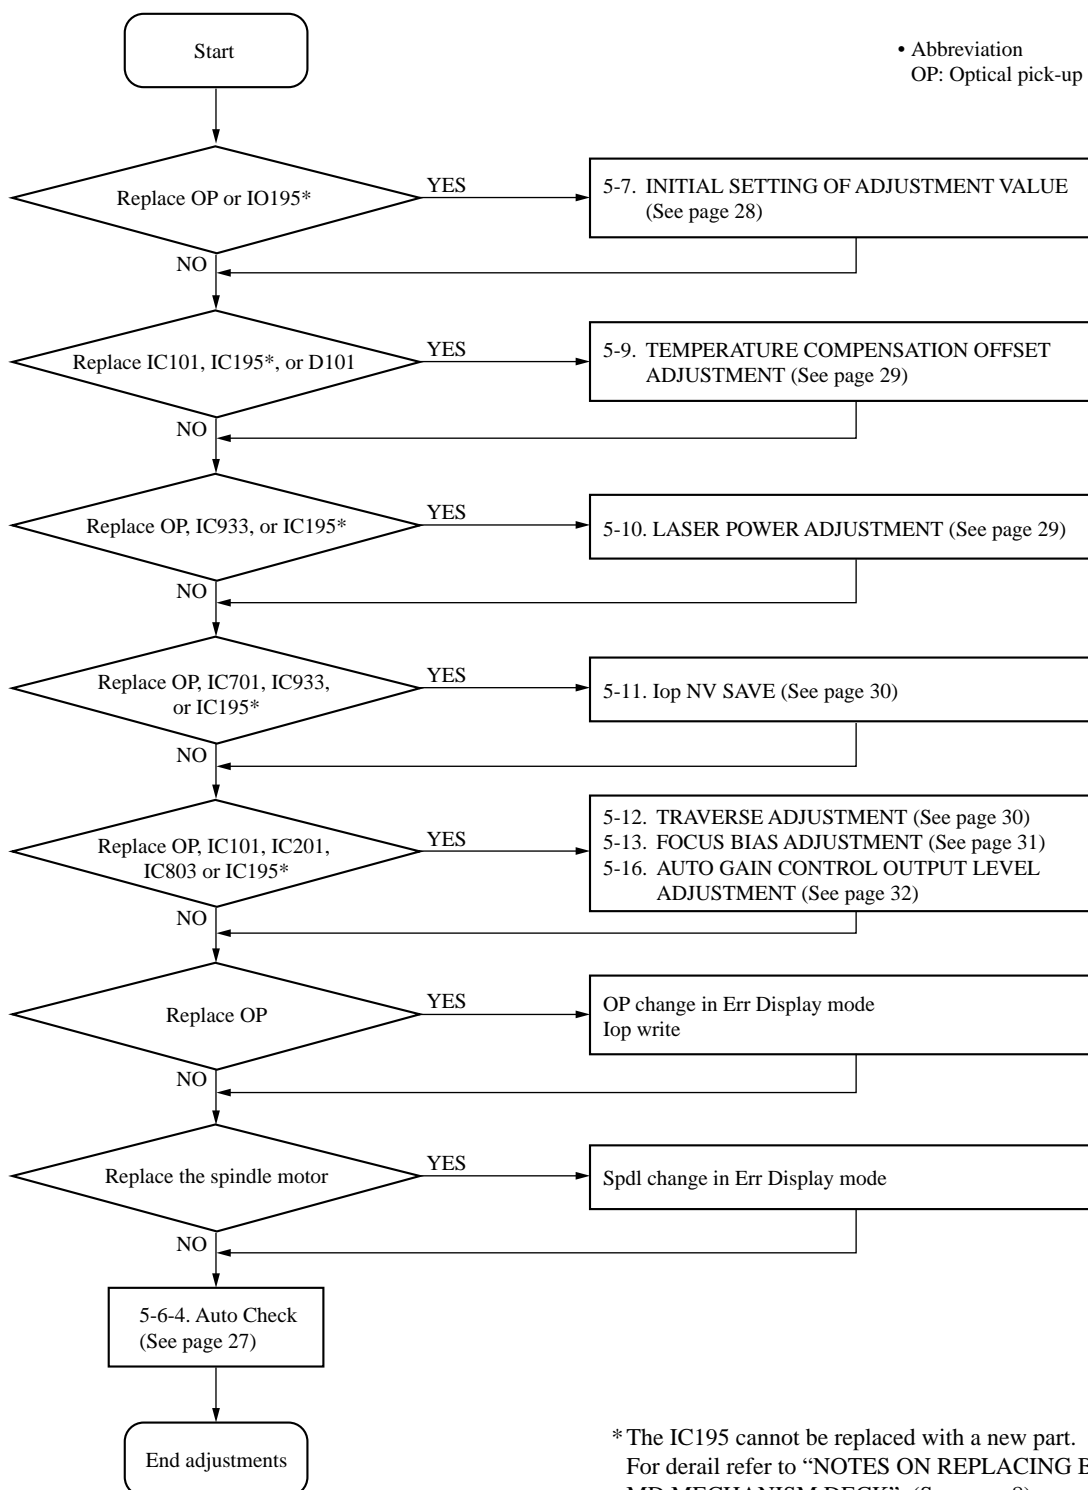 Start
• Abbreviation
OP: Optical pick-up
Replace OP or IO195*
YES
5-7. INITIAL SETTING OF ADJUSTMENT VALUE
(See page 28)
NO
Replace IC101, IC195*, or D101
YES
5-9. TEMPERATURE COMPENSATION OFFSET
ADJUSTMENT (See page 29)
NO
Replace OP, IC933, or IC195*
YES
5-10. LASER POWER ADJUSTMENT (See page 29)
NO
Replace OP, IC701, IC933,
or IC195*
YES
5-11. Iop NV SAVE (See page 30)
NO
Replace OP, IC101, IC201,
IC803 or IC195*
YES
5-12. TRAVERSE ADJUSTMENT (See page 30)
5-13. FOCUS BIAS ADJUSTMENT (See page 31)
5-16. AUTO GAIN CONTROL OUTPUT LEVEL
ADJUSTMENT (See page 32)
NO
Replace OP
YES
OP change in Err Display mode
Iop write
NO
Replace the spindle motor
YES
Spdl change in Err Display mode
NO
5-6-4. Auto Check
(See page 27)
End adjustments
* The IC195 cannot be replaced with a new part.
For derail refer to “NOTES ON REPLACING
MD MECHANISM DECK”